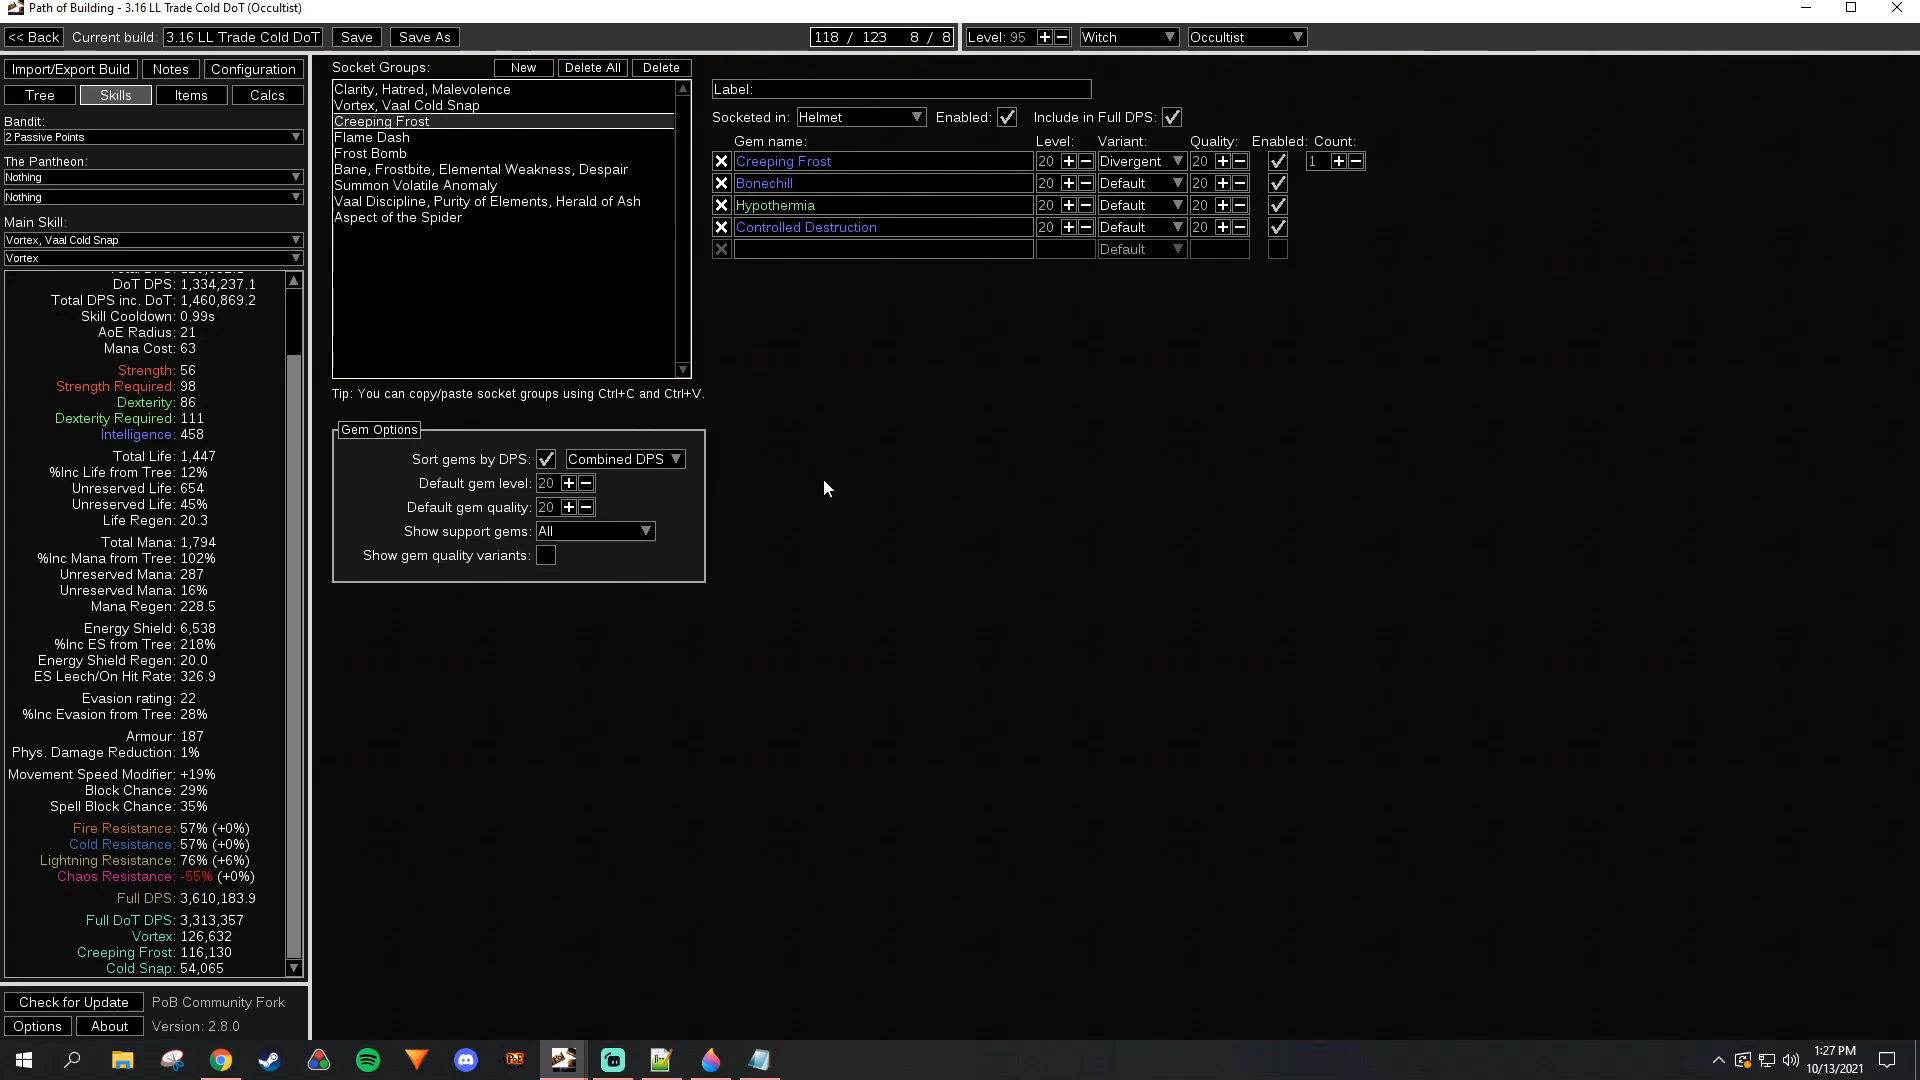 Path of Building - 3.16 LL Trade Cold DoT (Occultist)
<< Back Current build: 3.16 LL Trade Cold DoT Save Save As 118 / 123 8 / 8 Level: 95 Witch Occultist
Import/Export Build Notes Configuration
Tree Skills Items Calcs
Bandit:
2 Passive Points
The Pantheon:
Nothing
Nothing
Main Skill:
Vortex, Vaal Cold Snap
Vortex
DoT DPS: 1,334,237.1
Total DPS inc. DoT: 1,460,869.2
Skill Cooldown: 0.99s
AoE Radius: 21
Mana Cost: 63
Strength: 56
Strength Required: 98
Dexterity: 86
Dexterity Required: 111
Intelligence: 458
Total Life: 1,447
%Inc Life from Tree: 12%
Unreserved Life: 654
Unreserved Life: 45%
Life Regen: 20.3
Total Mana: 1,794
%Inc Mana from Tree: 102%
Unreserved Mana: 287
Unreserved Mana: 16%
Mana Regen: 228.5
Energy Shield: 6,538
%Inc ES from Tree: 218%
Energy Shield Regen: 20.0
ES Leech/On Hit Rate: 326.9
Evasion rating: 22
%Inc Evasion from Tree: 28%
Armour: 187
Phys. Damage Reduction: 1%
Movement Speed Modifier: +19%
Block Chance: 29%
Spell Block Chance: 35%
Fire Resistance: 57% (+0%)
Cold Resistance: 57% (+0%)
Lightning Resistance: 76% (+6%)
Chaos Resistance: -55% (+0%)
Full DPS: 3,610,183.9
Full DoT DPS: 3,313,357
Vortex: 126,632
Creeping Frost: 116,130
Cold Snap: 54,065
Check for Update PoB Community Fork
Options About Version: 2.8.0
Socket Groups: New Delete All Delete
Clarity, Hatred, Malevolence
Vortex, Vaal Cold Snap
Creeping Frost
Flame Dash
Frost Bomb
Bane, Frostbite, Elemental Weakness, Despair
Summon Volatile Anomaly
Vaal Discipline, Purity of Elements, Herald of Ash
Aspect of the Spider
Tip: You can copy/paste socket groups using Ctrl+C and Ctrl+V.
Gem Options
Sort gems by DPS: Combined DPS
Default gem level: 20
Default gem quality: 20
Show support gems: All
Show gem quality variants:
Label:
Socketed in: Helmet Enabled: Include in Full DPS:
Gem name: Level: Variant: Quality: Enabled: Count:
Creeping Frost 20 Divergent 20 1
Bonechill 20 Default 20
Hypothermia 20 Default 20
Controlled Destruction 20 Default 20
Default
PoE
1:27 PM
10/13/2021